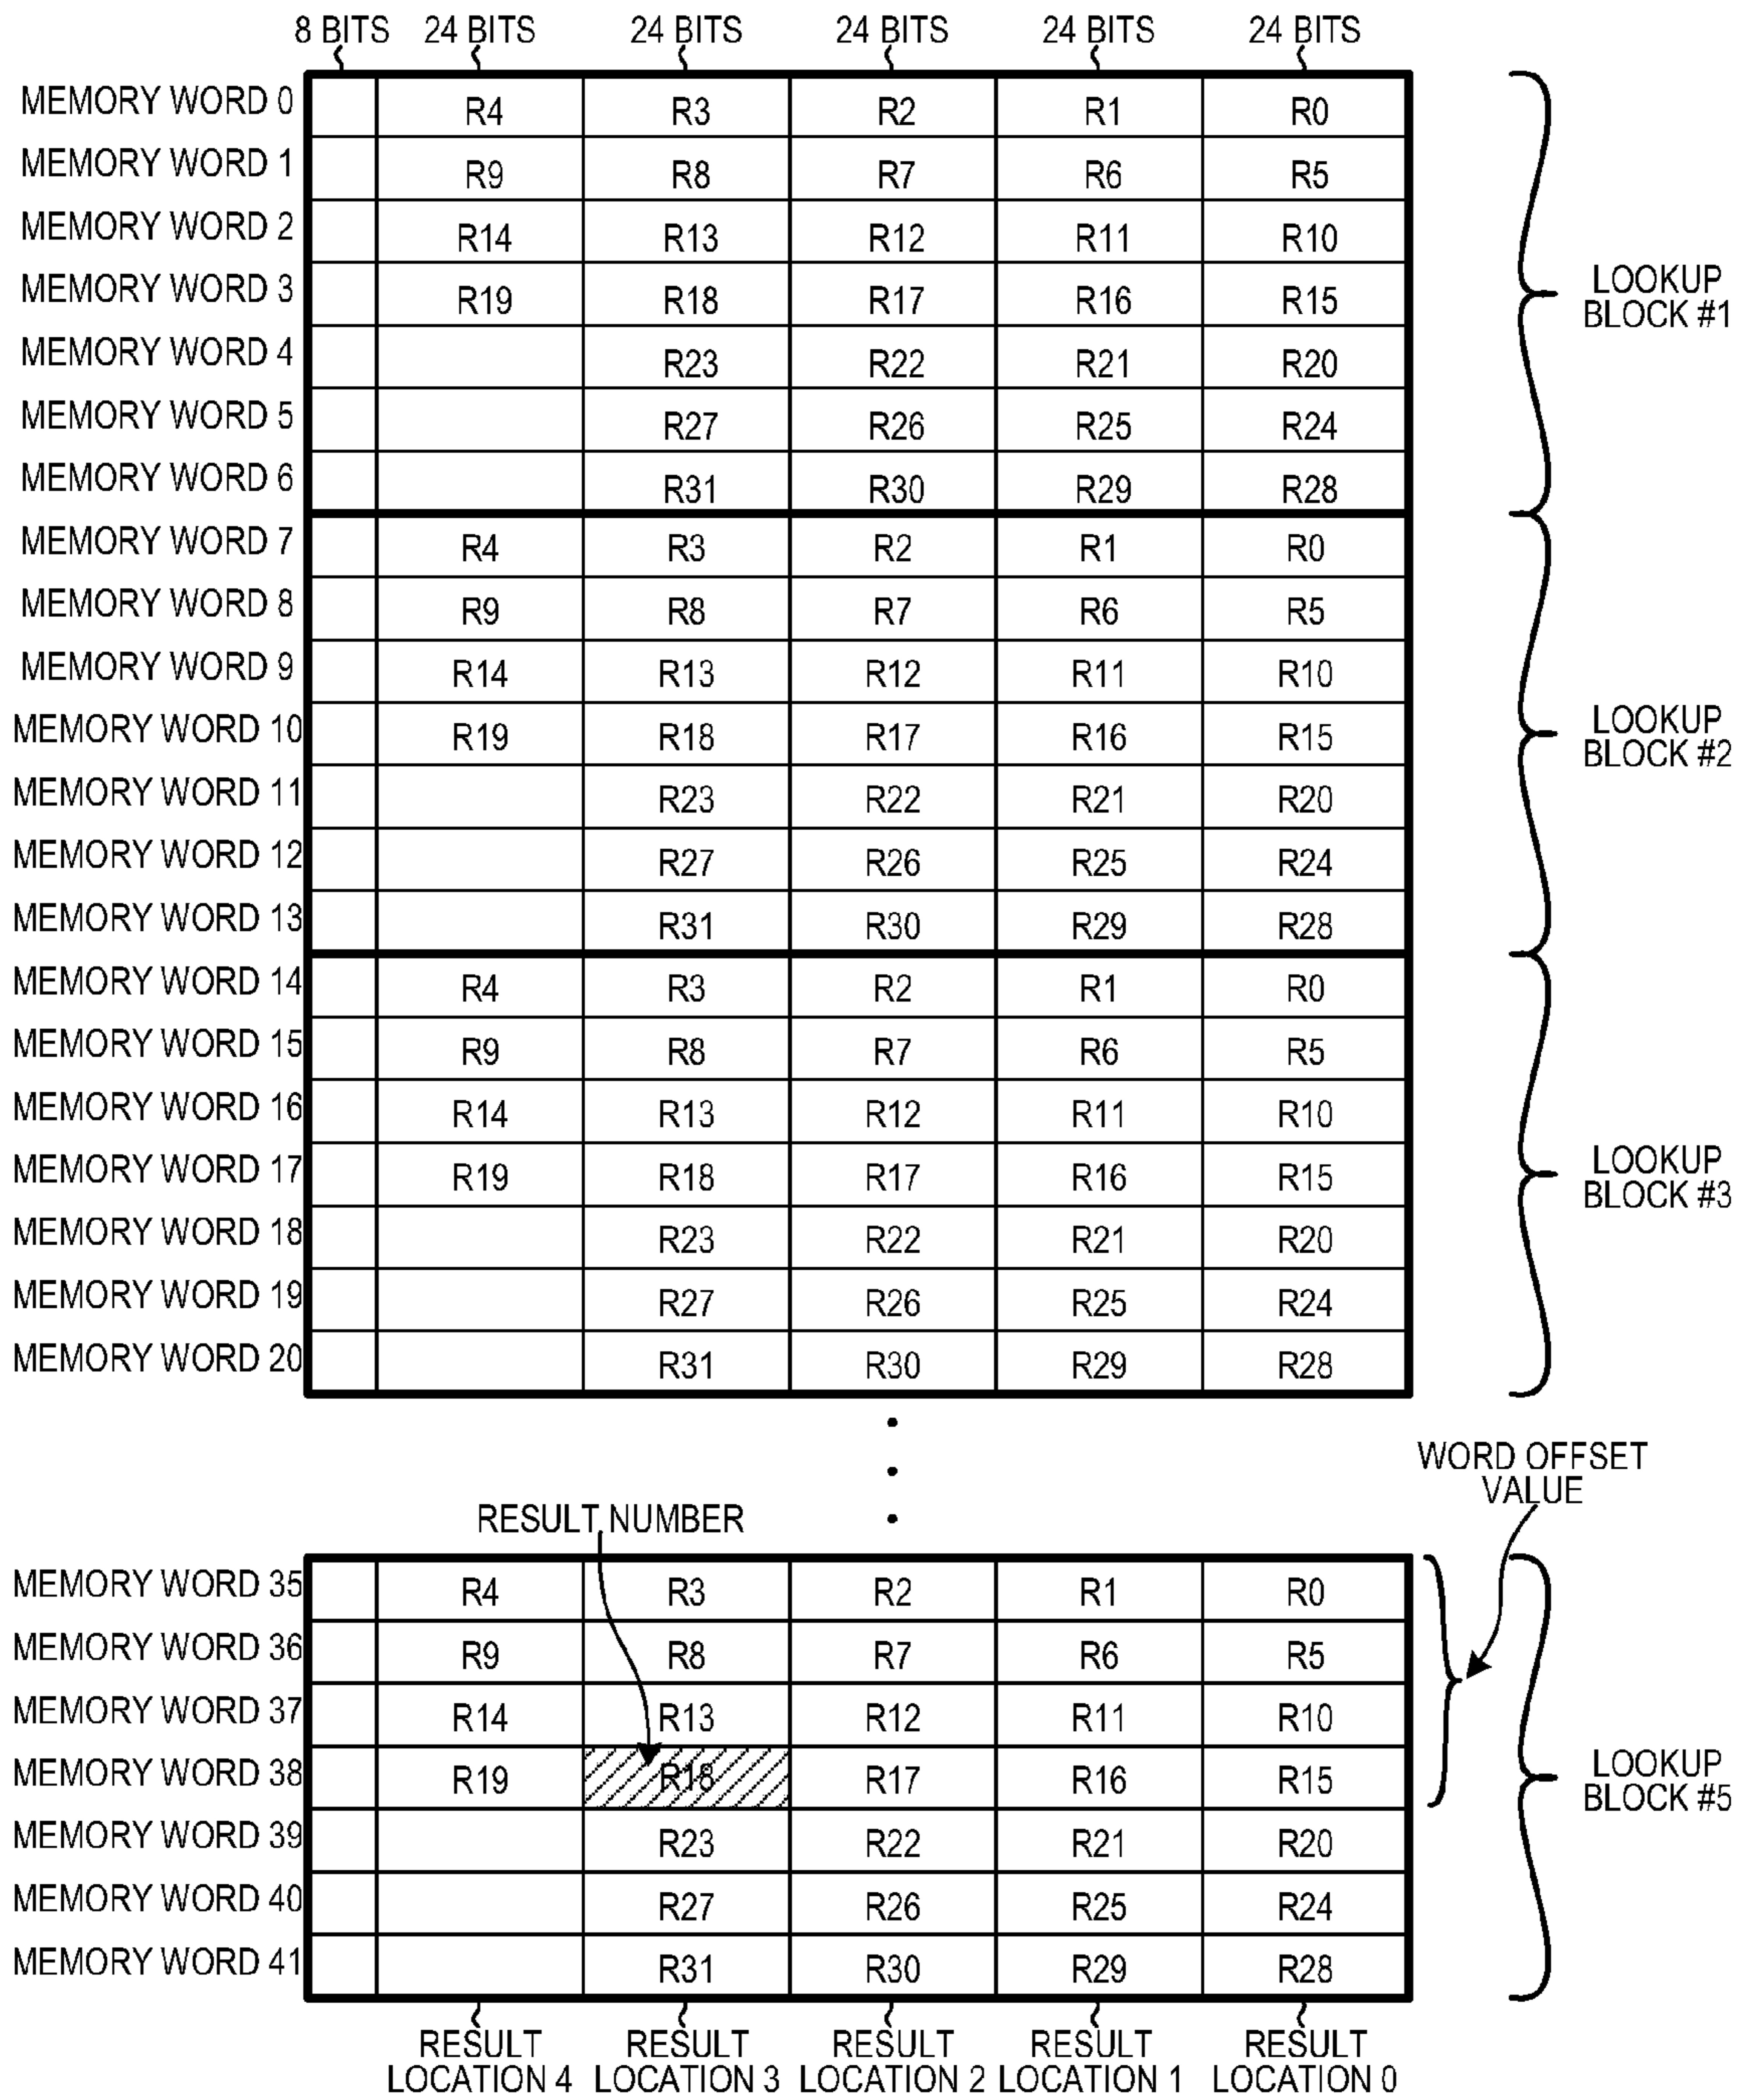 8 BITS 24 BITS 24 BITS 24 BITS 24 BITS 24 BITS
MEMORY WORD 0 R4 R3 R2 R1 R0
MEMORY WORD 1 R9 R8 R7 R6 R5
MEMORY WORD 2 R14 R13 R12 R11 R10
MEMORY WORD 3 R19 R18 R17 R16 R15
LOOKUP
BLOCK #1
MEMORY WORD 4 R23 R22 R21 R20
MEMORY WORD 5 R27 R26 R25 R24
MEMORY WORD 6 R31 R30 R29 R28
MEMORY WORD 7 R4 R3 R2 R1 R0
MEMORY WORD 8 R9 R8 R7 R6 R5
MEMORY WORD 9 R14 R13 R12 R11 R10
MEMORY WORD 10 R19 R18 R17 R16 R15
LOOKUP
BLOCK #2
MEMORY WORD 11 R23 R22 R21 R20
MEMORY WORD 12 R27 R26 R25 R24
MEMORY WORD 13 R31 R30 R29 R28
MEMORY WORD 14 R4 R3 R2 R1 R0
MEMORY WORD 15 R9 R8 R7 R6 R5
MEMORY WORD 16 R14 R13 R12 R11 R10
MEMORY WORD 17 R19 R18 R17 R16 R15
LOOKUP
BLOCK #3
MEMORY WORD 18 R23 R22 R21 R20
MEMORY WORD 19 R27 R26 R25 R24
MEMORY WORD 20 R31 R30 R29 R28
WORD OFFSET
VALUE
RESULT NUMBER
MEMORY WORD 35 R4 R3 R2 R1 R0
MEMORY WORD 36 R9 R8 R7 R6 R5
MEMORY WORD 37 R14 R13 R12 R11 R10
MEMORY WORD 38 R19 R18 R17 R16 R15
LOOKUP
BLOCK #5
MEMORY WORD 39 R23 R22 R21 R20
MEMORY WORD 40 R27 R26 R25 R24
MEMORY WORD 41 R31 R30 R29 R28
RESULT RESULT RESULT RESULT RESULT
LOCATION 4 LOCATION 3 LOCATION 2 LOCATION 1 LOCATION 0